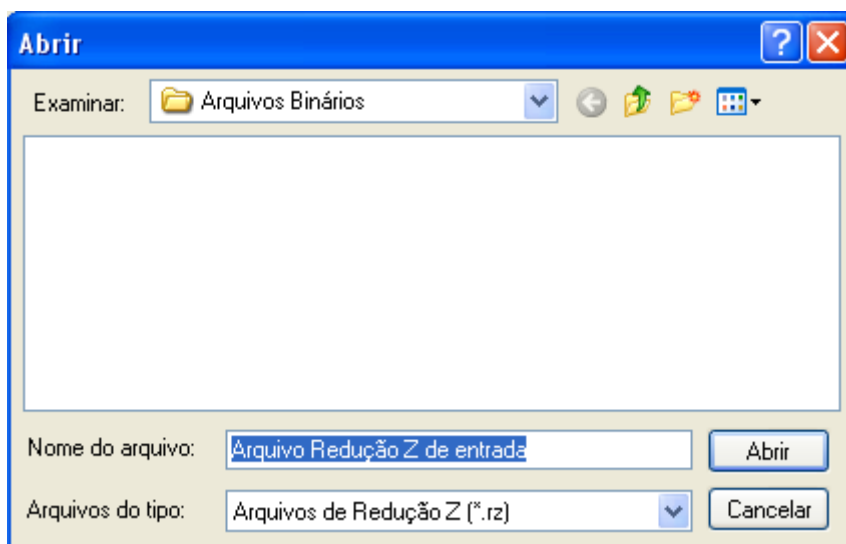 Abrir
Examinar: Arquivos Binários
Nome do arquivo: Arquivo Redução Z de entrada Abrir
Arquivos do tipo: Arquivos de Redução Z (*.rz) Cancelar